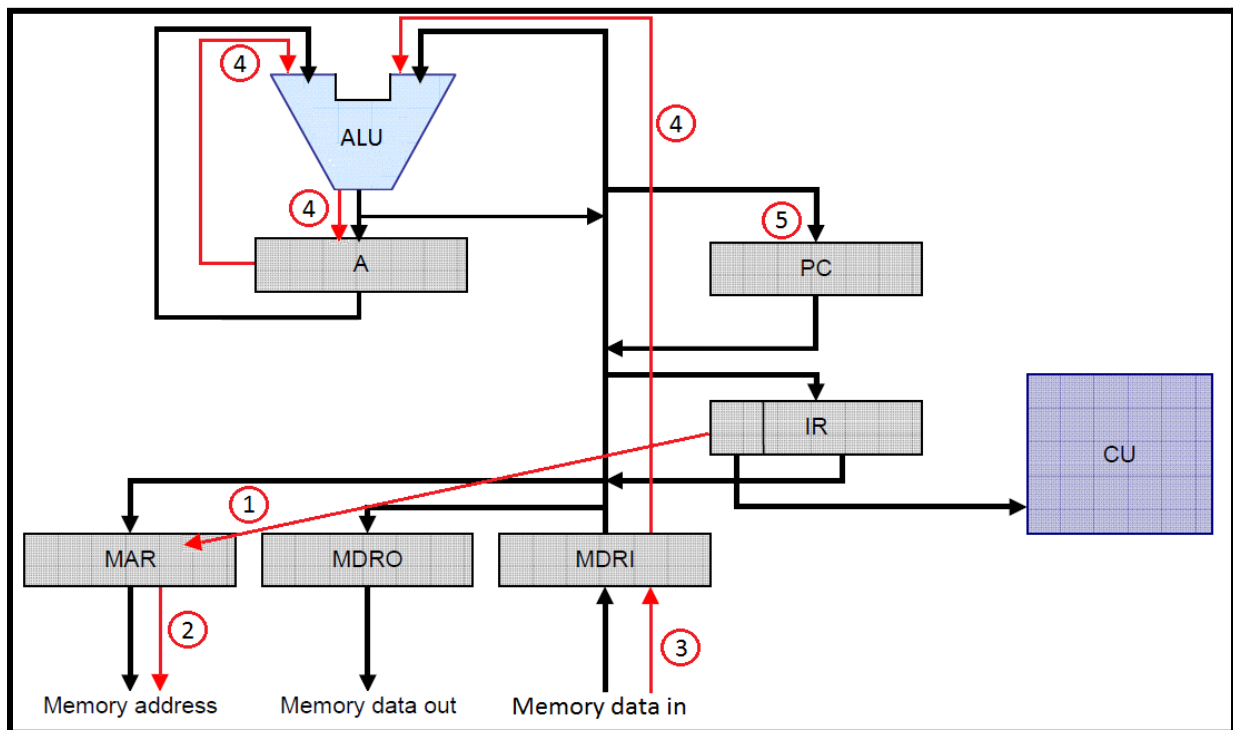 4
4
ALU
4
5
A
PC
IR
CU
1
MAR
MDRO
MDRI
2
3
Memory address
Memory data out
Memory data in